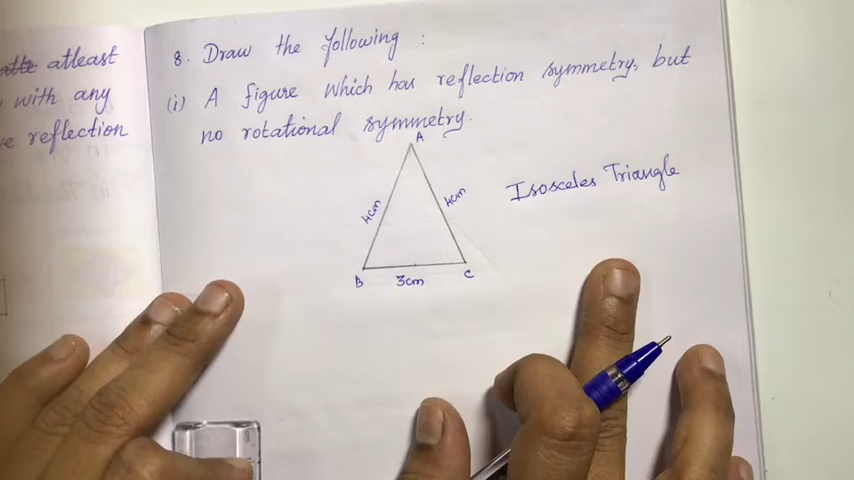 atte atleast
with any
e reflection
8. Draw the following :
(i) A figure which has reflection symmetry, but
no rotational symmetry.
A
4cm
4cm
Isosceles Triangle
B
3cm
C